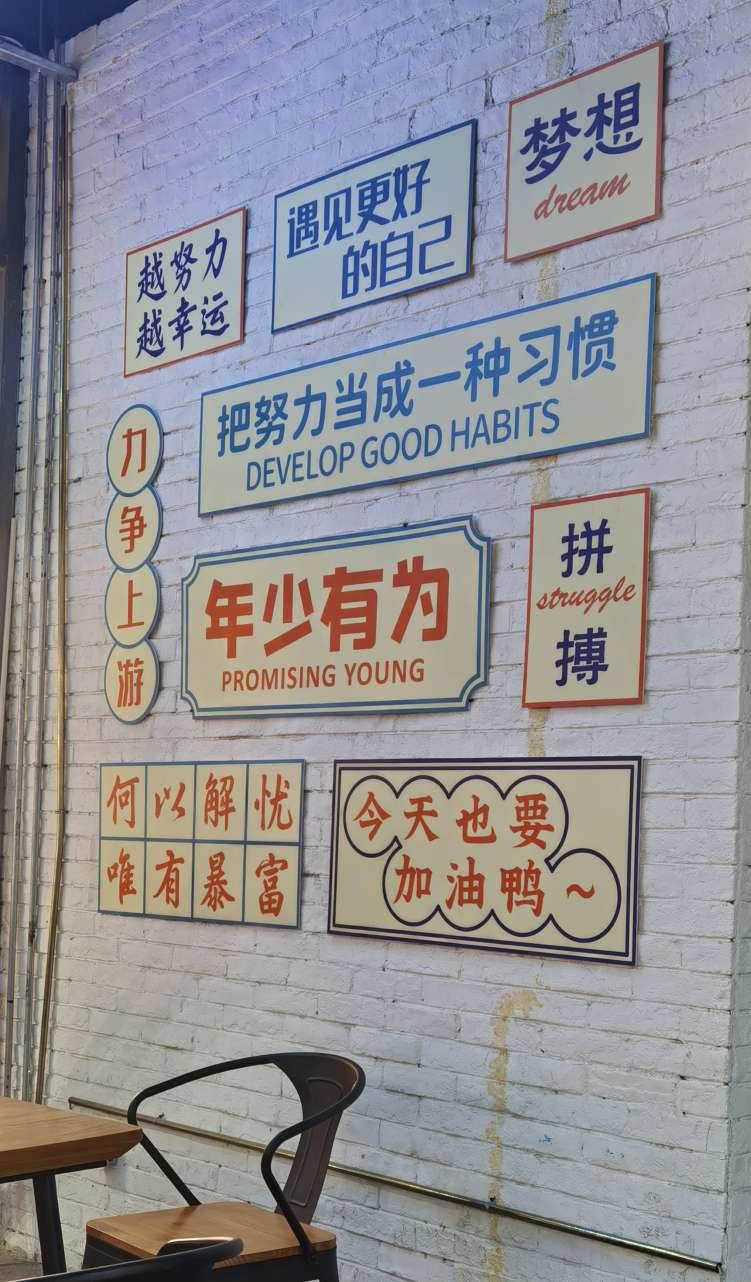 梦想
dream
遇见更好
的自己
越努力
越幸运
把努力当成一种习惯
DEVELOP GOOD HABITS
力争上游
年少有为
PROMISING YOUNG
拼
struggle
搏
何以解忧
唯有暴富
今天也要
加油鸭~